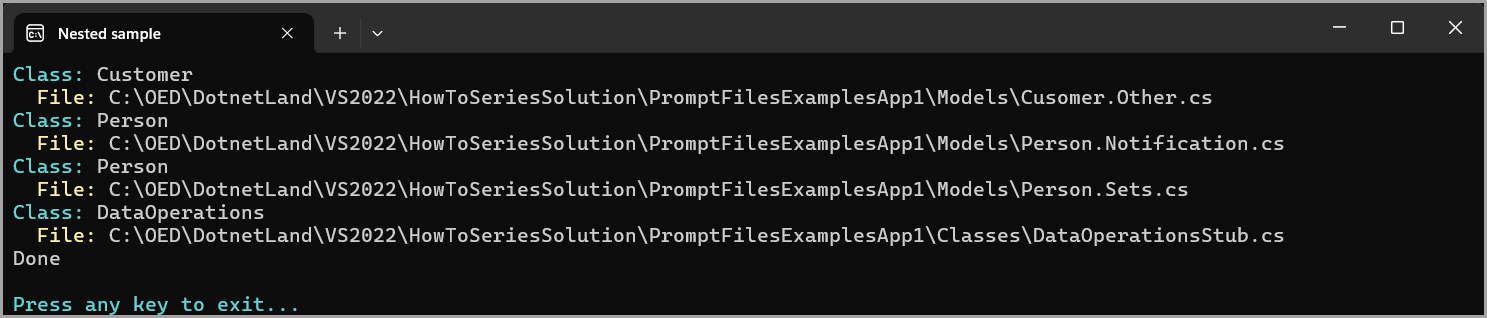 Nested sample
Class: Customer
File: C:\OED\DotnetLand\VS2022\HowToSeriesSolution\PromptFilesExamplesApp1\Models\Cusomer.Other.cs
Class: Person
File: C:\OED\DotnetLand\VS2022\HowToSeriesSolution\PromptFilesExamplesApp1\Models\Person.Notification.cs
Class: Person
File: C:\OED\DotnetLand\VS2022\HowToSeriesSolution\PromptFilesExamplesApp1\Models\Person.Sets.cs
Class: DataOperations
File: C:\OED\DotnetLand\VS2022\HowToSeriesSolution\PromptFilesExamplesApp1\Classes\DataOperationsStub.cs
Done
Press any key to exit...